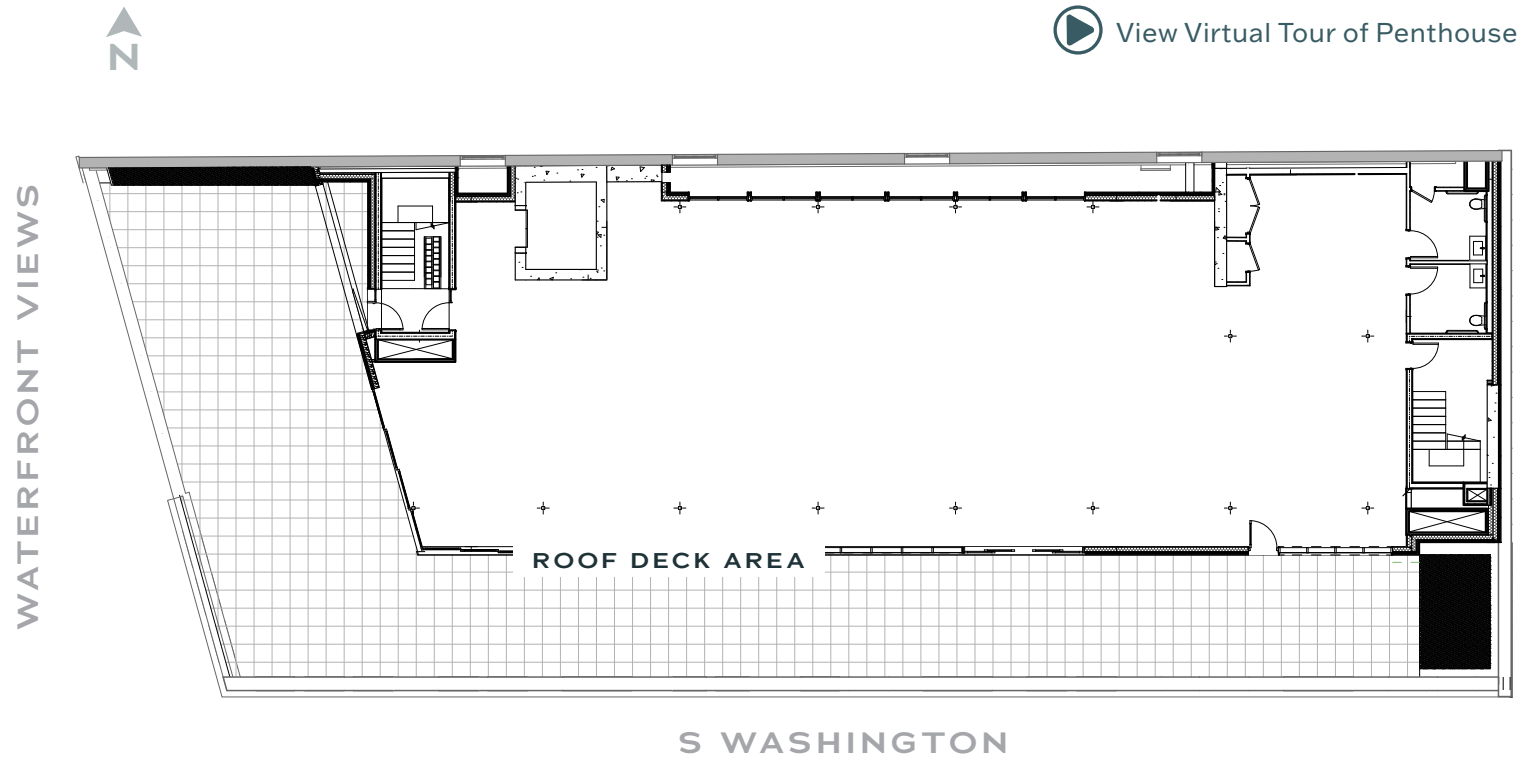 N
View Virtual Tour of Penthouse
WATERFRONT VIEWS
ROOF DECK AREA
S WASHINGTON